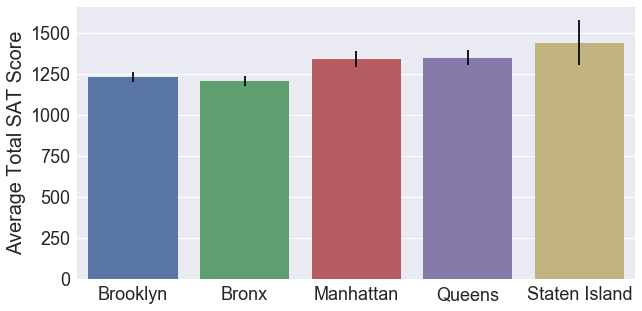 Average Total SAT Score
1500
1250
1000
750
500
250
0
Brooklyn
Bronx
Manhattan
Queens
Staten Island